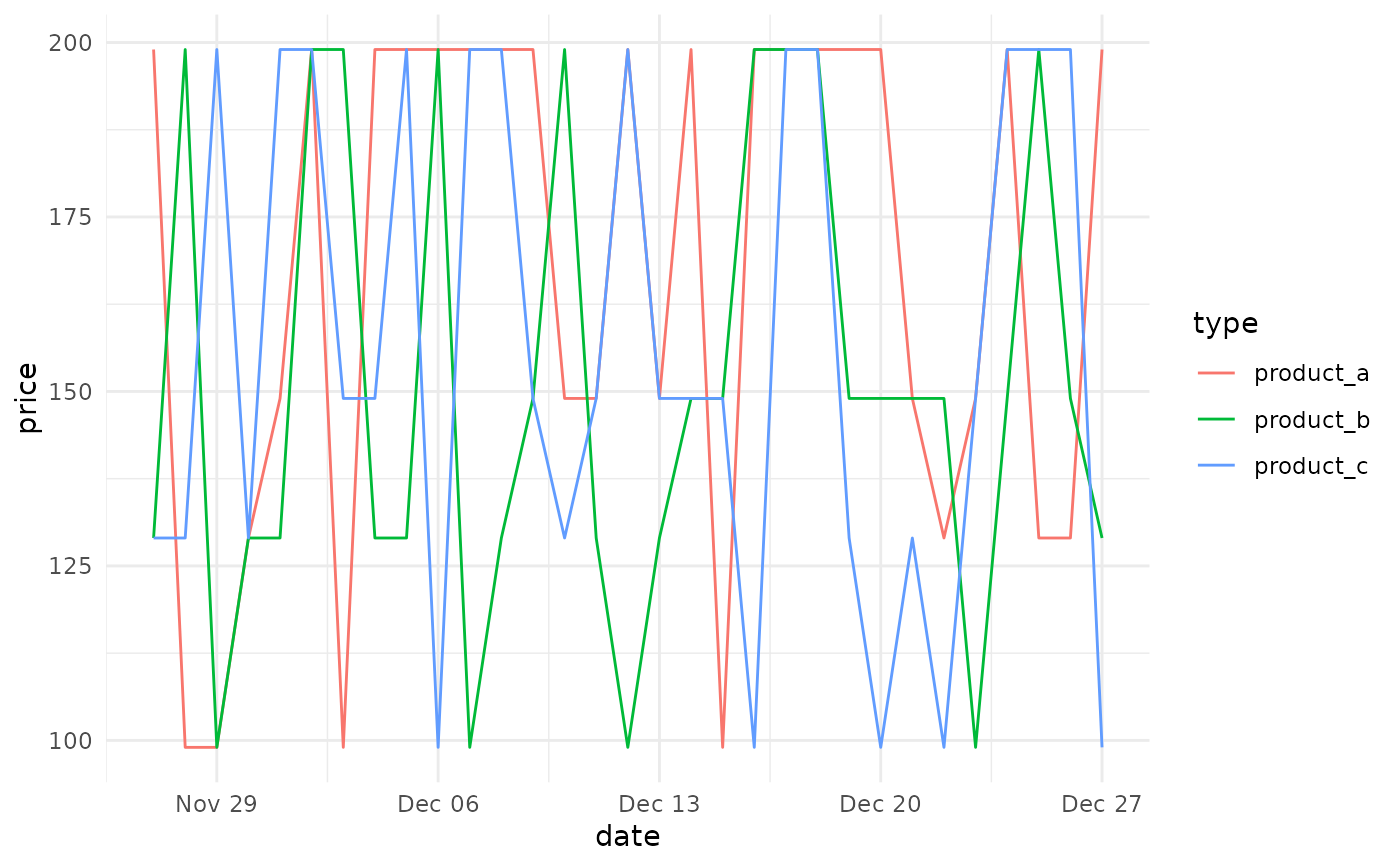 200
175
150
125
100
price
Nov 29
Dec 06
Dec 13
Dec 20
Dec 27
date
type
product_a
product_b
product_c